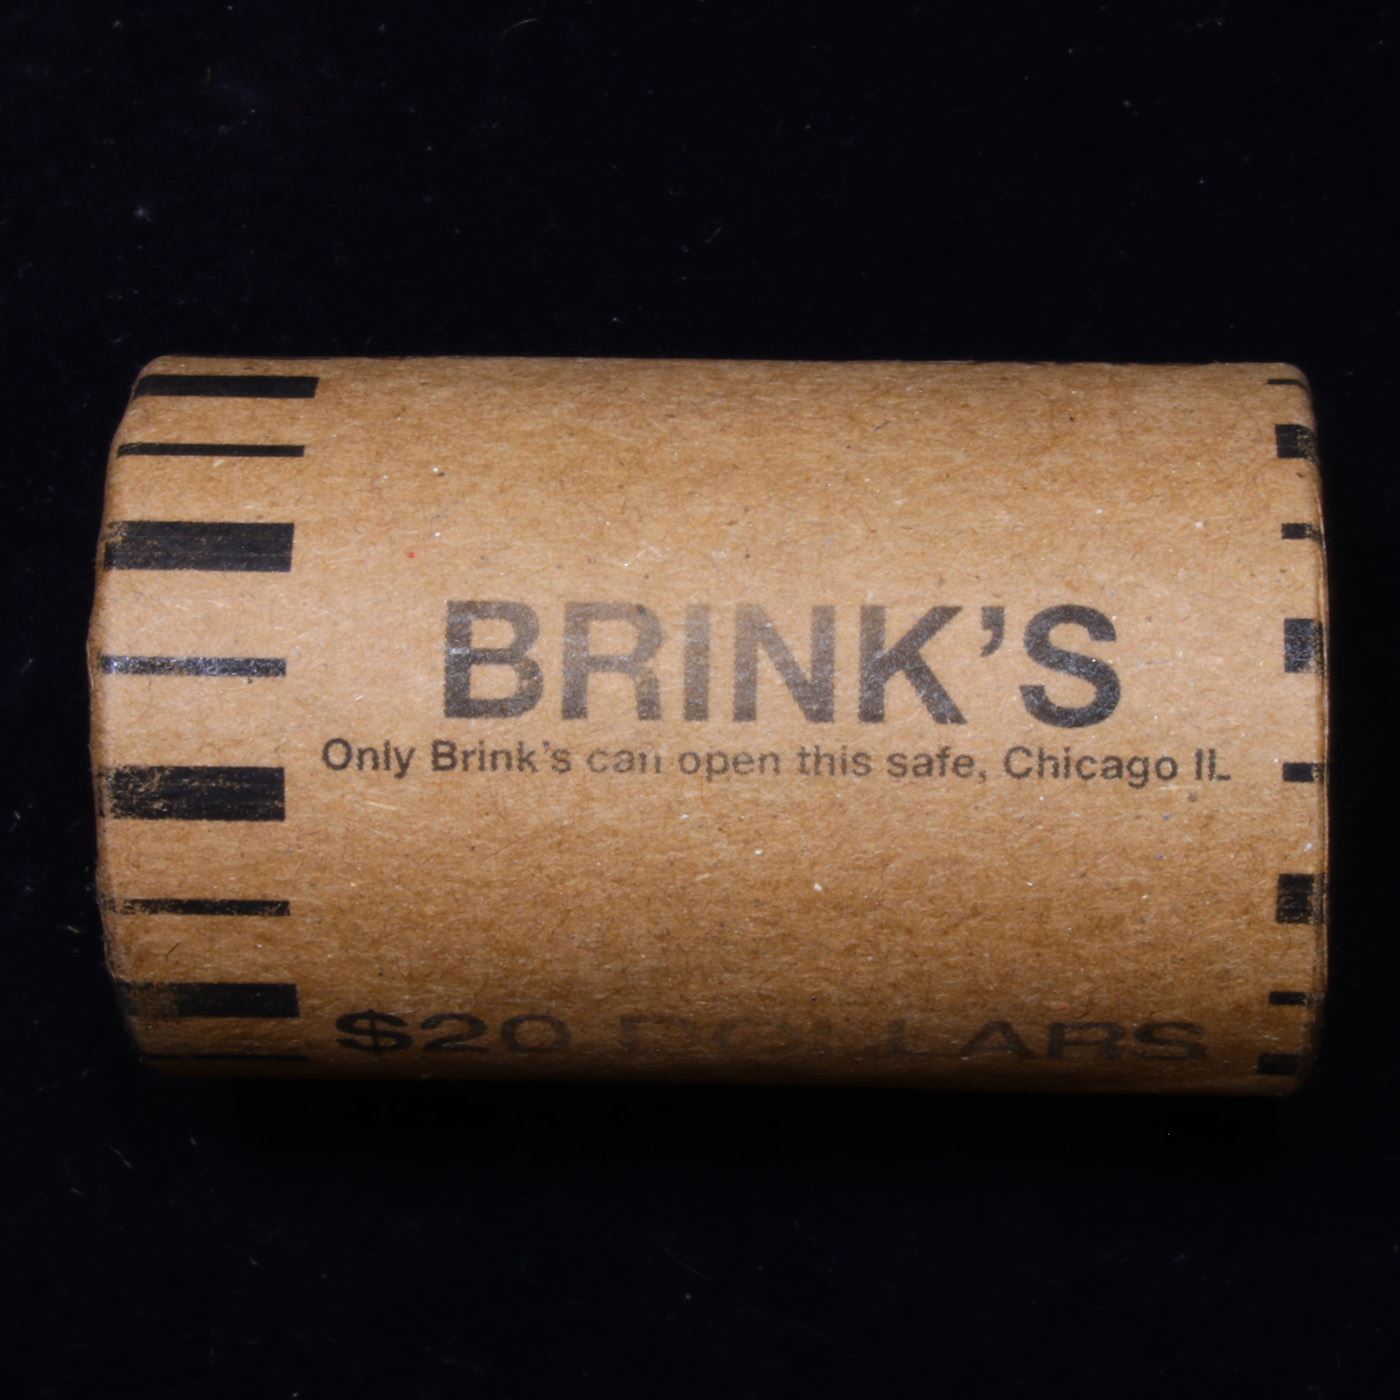 BRINK'S
Only Brink's can open this safe, Chicago IL
$20 DOLLARS